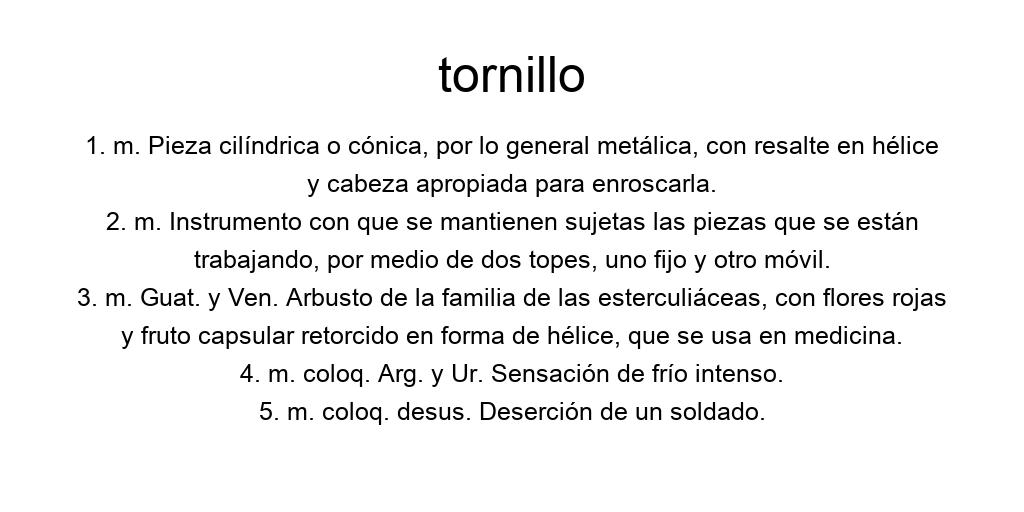 tornillo
1. m. Pieza cilíndrica o cónica, por lo general metálica, con resalte en hélice
y cabeza apropiada para enroscarla.
2. m. Instrumento con que se mantienen sujetas las piezas que se están
trabajando, por medio de dos topes, uno fijo y otro móvil.
3. m. Guat. y Ven. Arbusto de la familia de las esterculiáceas, con flores rojas
y fruto capsular retorcido en forma de hélice, que se usa en medicina.
4. m. coloq. Arg. y Ur. Sensación de frío intenso.
5. m. coloq. desus. Deserción de un soldado.